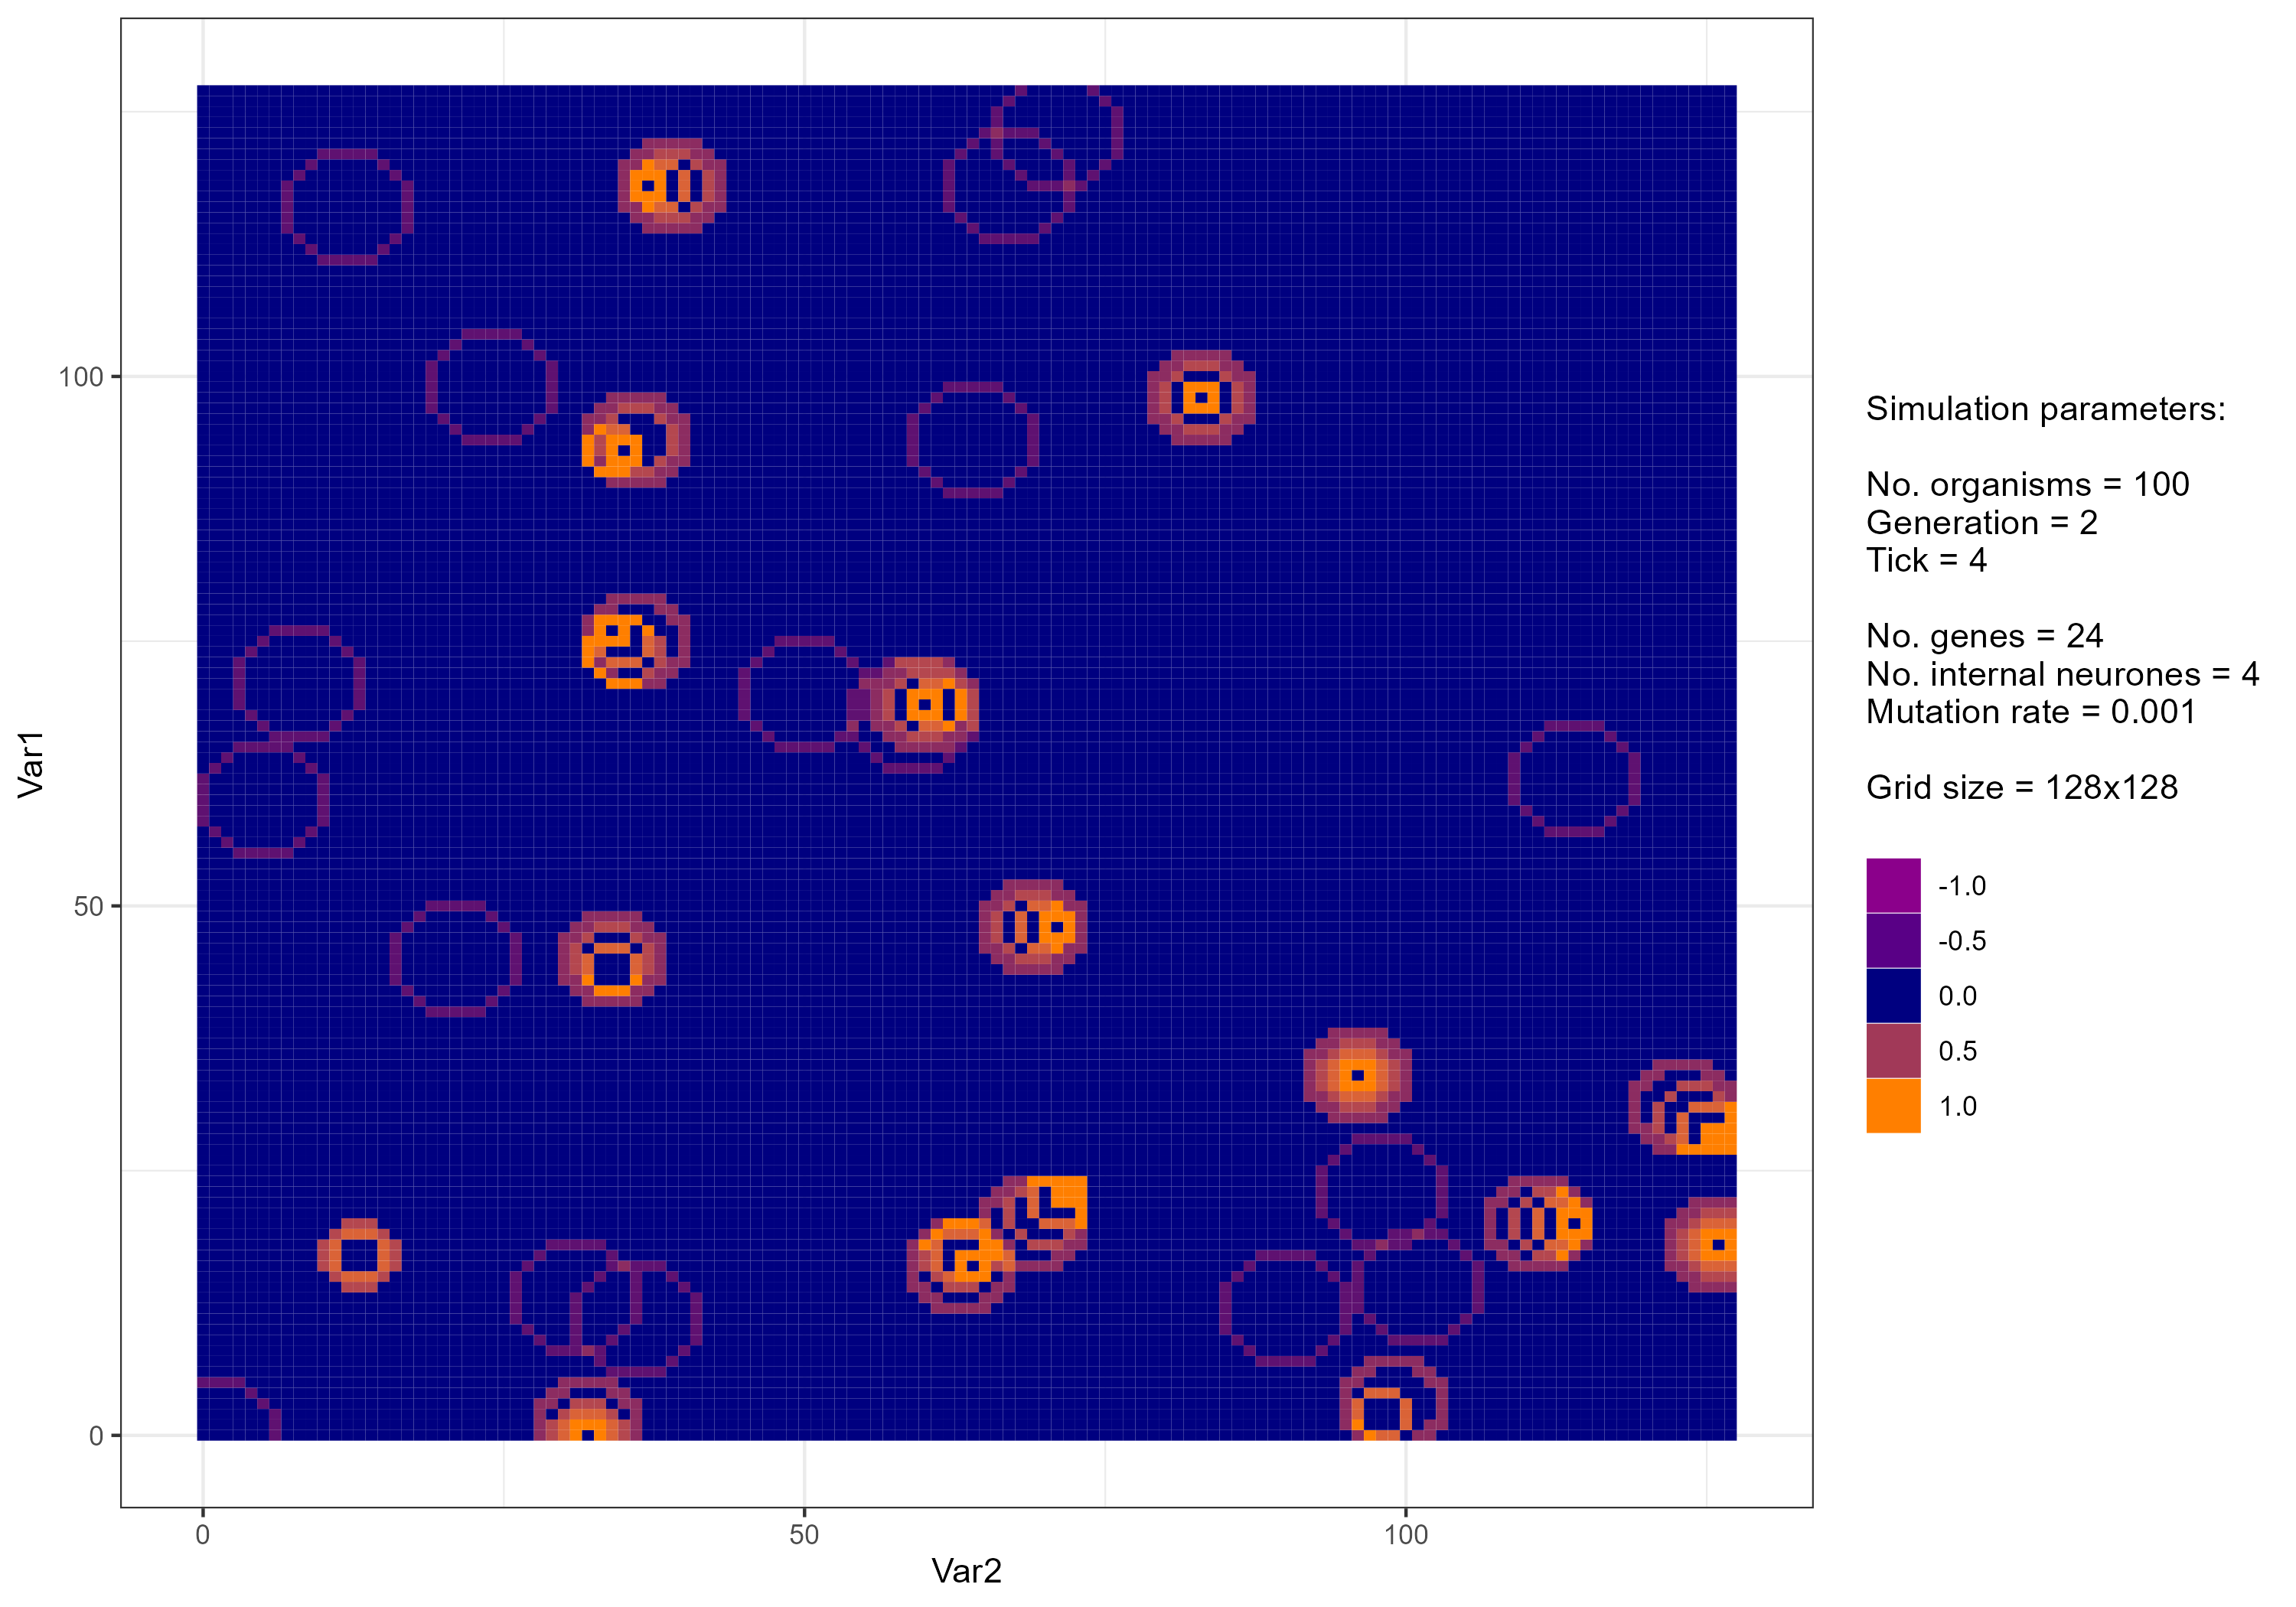 Var1
100
50
0
0
50
100
Var2
Simulation parameters:
No. organisms = 100
Generation = 2
Tick = 4
No. genes = 24
No. internal neurones = 4
Mutation rate = 0.001
Grid size = 128x128
-1.0
-0.5
0.0
0.5
1.0